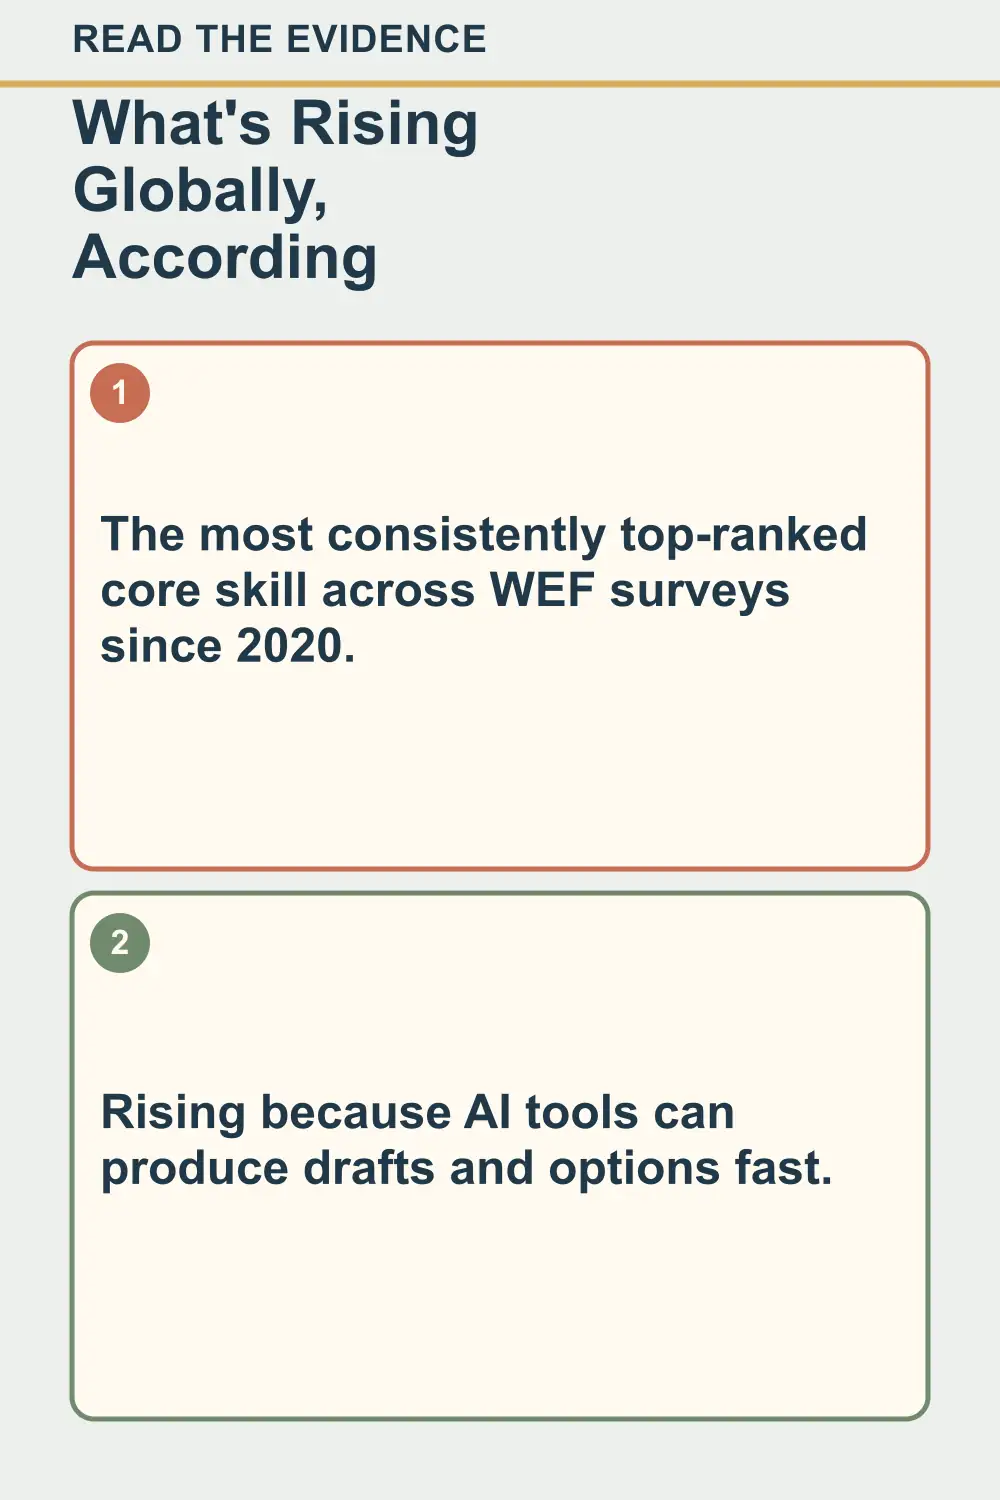 READ THE EVIDENCE
What's Rising
Globally,
According
1
The most consistently top-ranked
core skill across WEF surveys
since 2020.
2
Rising because AI tools can
produce drafts and options fast.